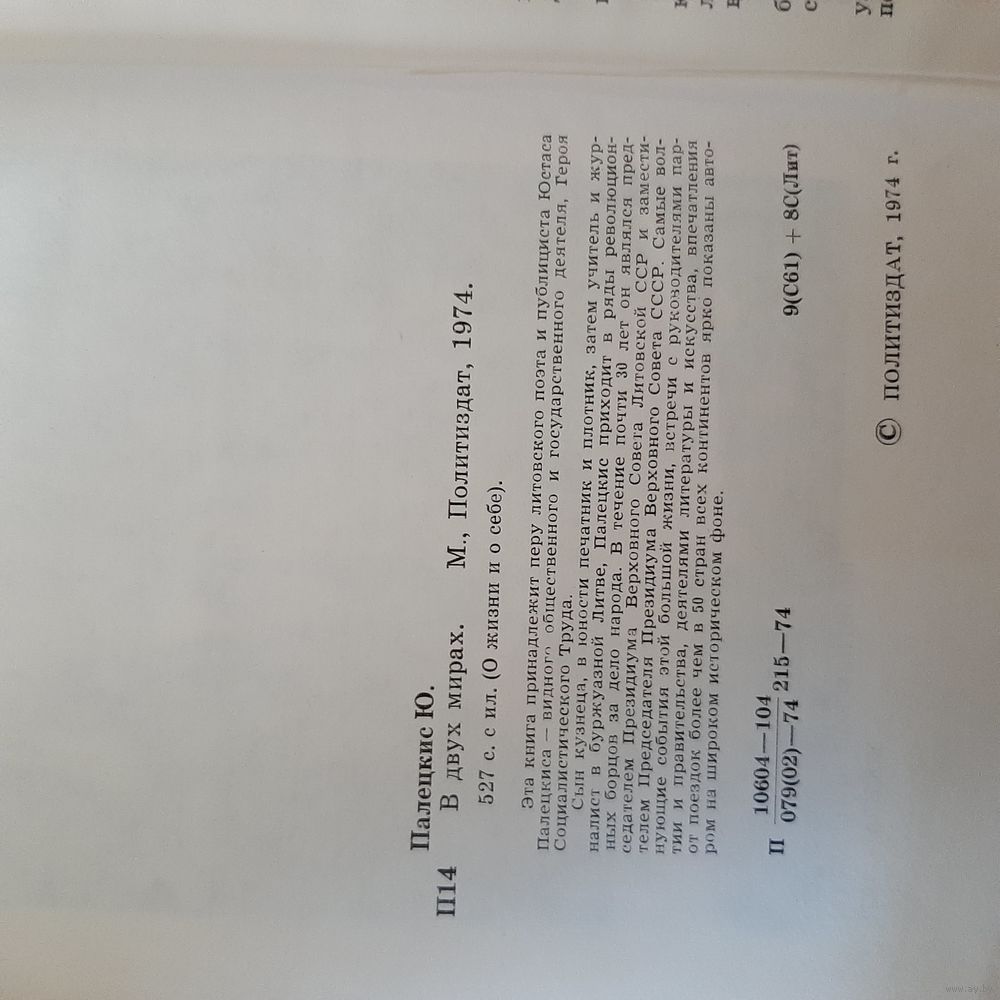 Палецкис Ю.
П14 В двух мирах. М., Политиздат, 1974.
527 с. с ил. (О жизни и о себе).
Эта книга принадлежит перу литовского поэта и публициста Юстаса
Палецкиса — видного общественного и государственного деятеля, Героя
Социалистического Труда.
Сын кузнеца, в юности печатник и плотник, затем учитель и жур-
налист в буржуазной Литве, Палецкис приходит в ряды революцион-
ных борцов за дело народа. В течение почти 30 лет он являлся пред-
седателем Президиума Верховного Совета Литовской ССР и замести-
телем Председателя Президиума Верховного Совета СССР. Самые вол-
нующие события этой большой жизни, встречи с руководителями пар-
тии и правительства, деятелями литературы и искусства, впечатления
от поездок более чем в 50 стран всех континентов ярко показаны авто-
ром на широком историческом фоне.
П 10604—104
079(02)—74 215—74 9(С61) + 8С(Лит)
© ПОЛИТИЗДАТ, 1974 г.
www.ay.by